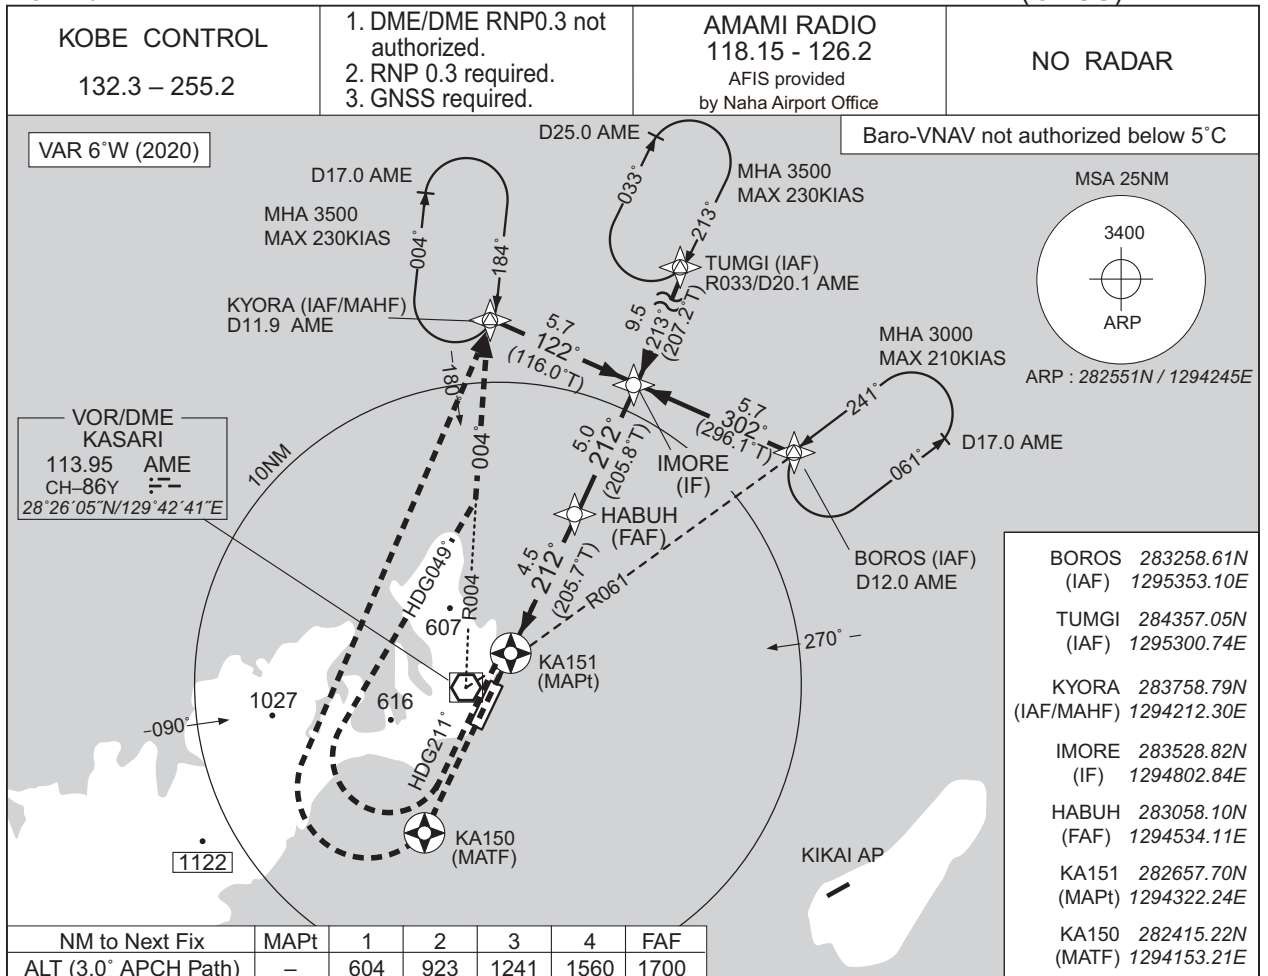 KOBE CONTROL
132.3 – 255.2
1. DME/DME RNP0.3 not
authorized.
2. RNP 0.3 required.
3. GNSS required.
AMAMI RADIO
118.15 - 126.2
AFIS provided
by Naha Airport Office
NO RADAR
VAR 6°W (2020)
Baro-VNAV not authorized below 5°C
D25.0 AME
033°
213°
MHA 3500
MAX 230KIAS
TUMGI (IAF)
R033/D20.1 AME
D17.0 AME
MHA 3500
MAX 230KIAS
004°
184°
KYORA (IAF/MAHF)
D11.9 AME
MSA 25NM
3400
ARP
ARP : 282551N / 1294245E
9.5
213°
(207.2°T)
5.7
122°
(116.0°T)
MHA 3000
MAX 210KIAS
241°
061°
D17.0 AME
5.7
302°
(296.1°T)
–180°
VOR/DME
KASARI
113.95 AME
CH–86Y
28°26′05″N/129°42′41″E
10NM
004°
5.0
212°
(205.8°T)
IMORE
(IF)
HABUH
(FAF)
BOROS (IAF)
D12.0 AME
HDG049°
R004
4.5
212°
(205.7°T)
R061
607
KA151
(MAPt)
270° –
1027
616
–090°
HDG211°
KA150
(MATF)
1122
KIKAI AP
BOROS 283258.61N
(IAF) 1295353.10E
TUMGI 284357.05N
(IAF) 1295300.74E
KYORA 283758.79N
(IAF/MAHF) 1294212.30E
IMORE 283528.82N
(IF) 1294802.84E
HABUH 283058.10N
(FAF) 1294534.11E
KA151 282657.70N
(MAPt) 1294322.24E
KA150 282415.22N
(MATF) 1294153.21E
NM to Next Fix MAPt 1 2 3 4 FAF
ALT (3.0° APCH Path) – 604 923 1241 1560 1700